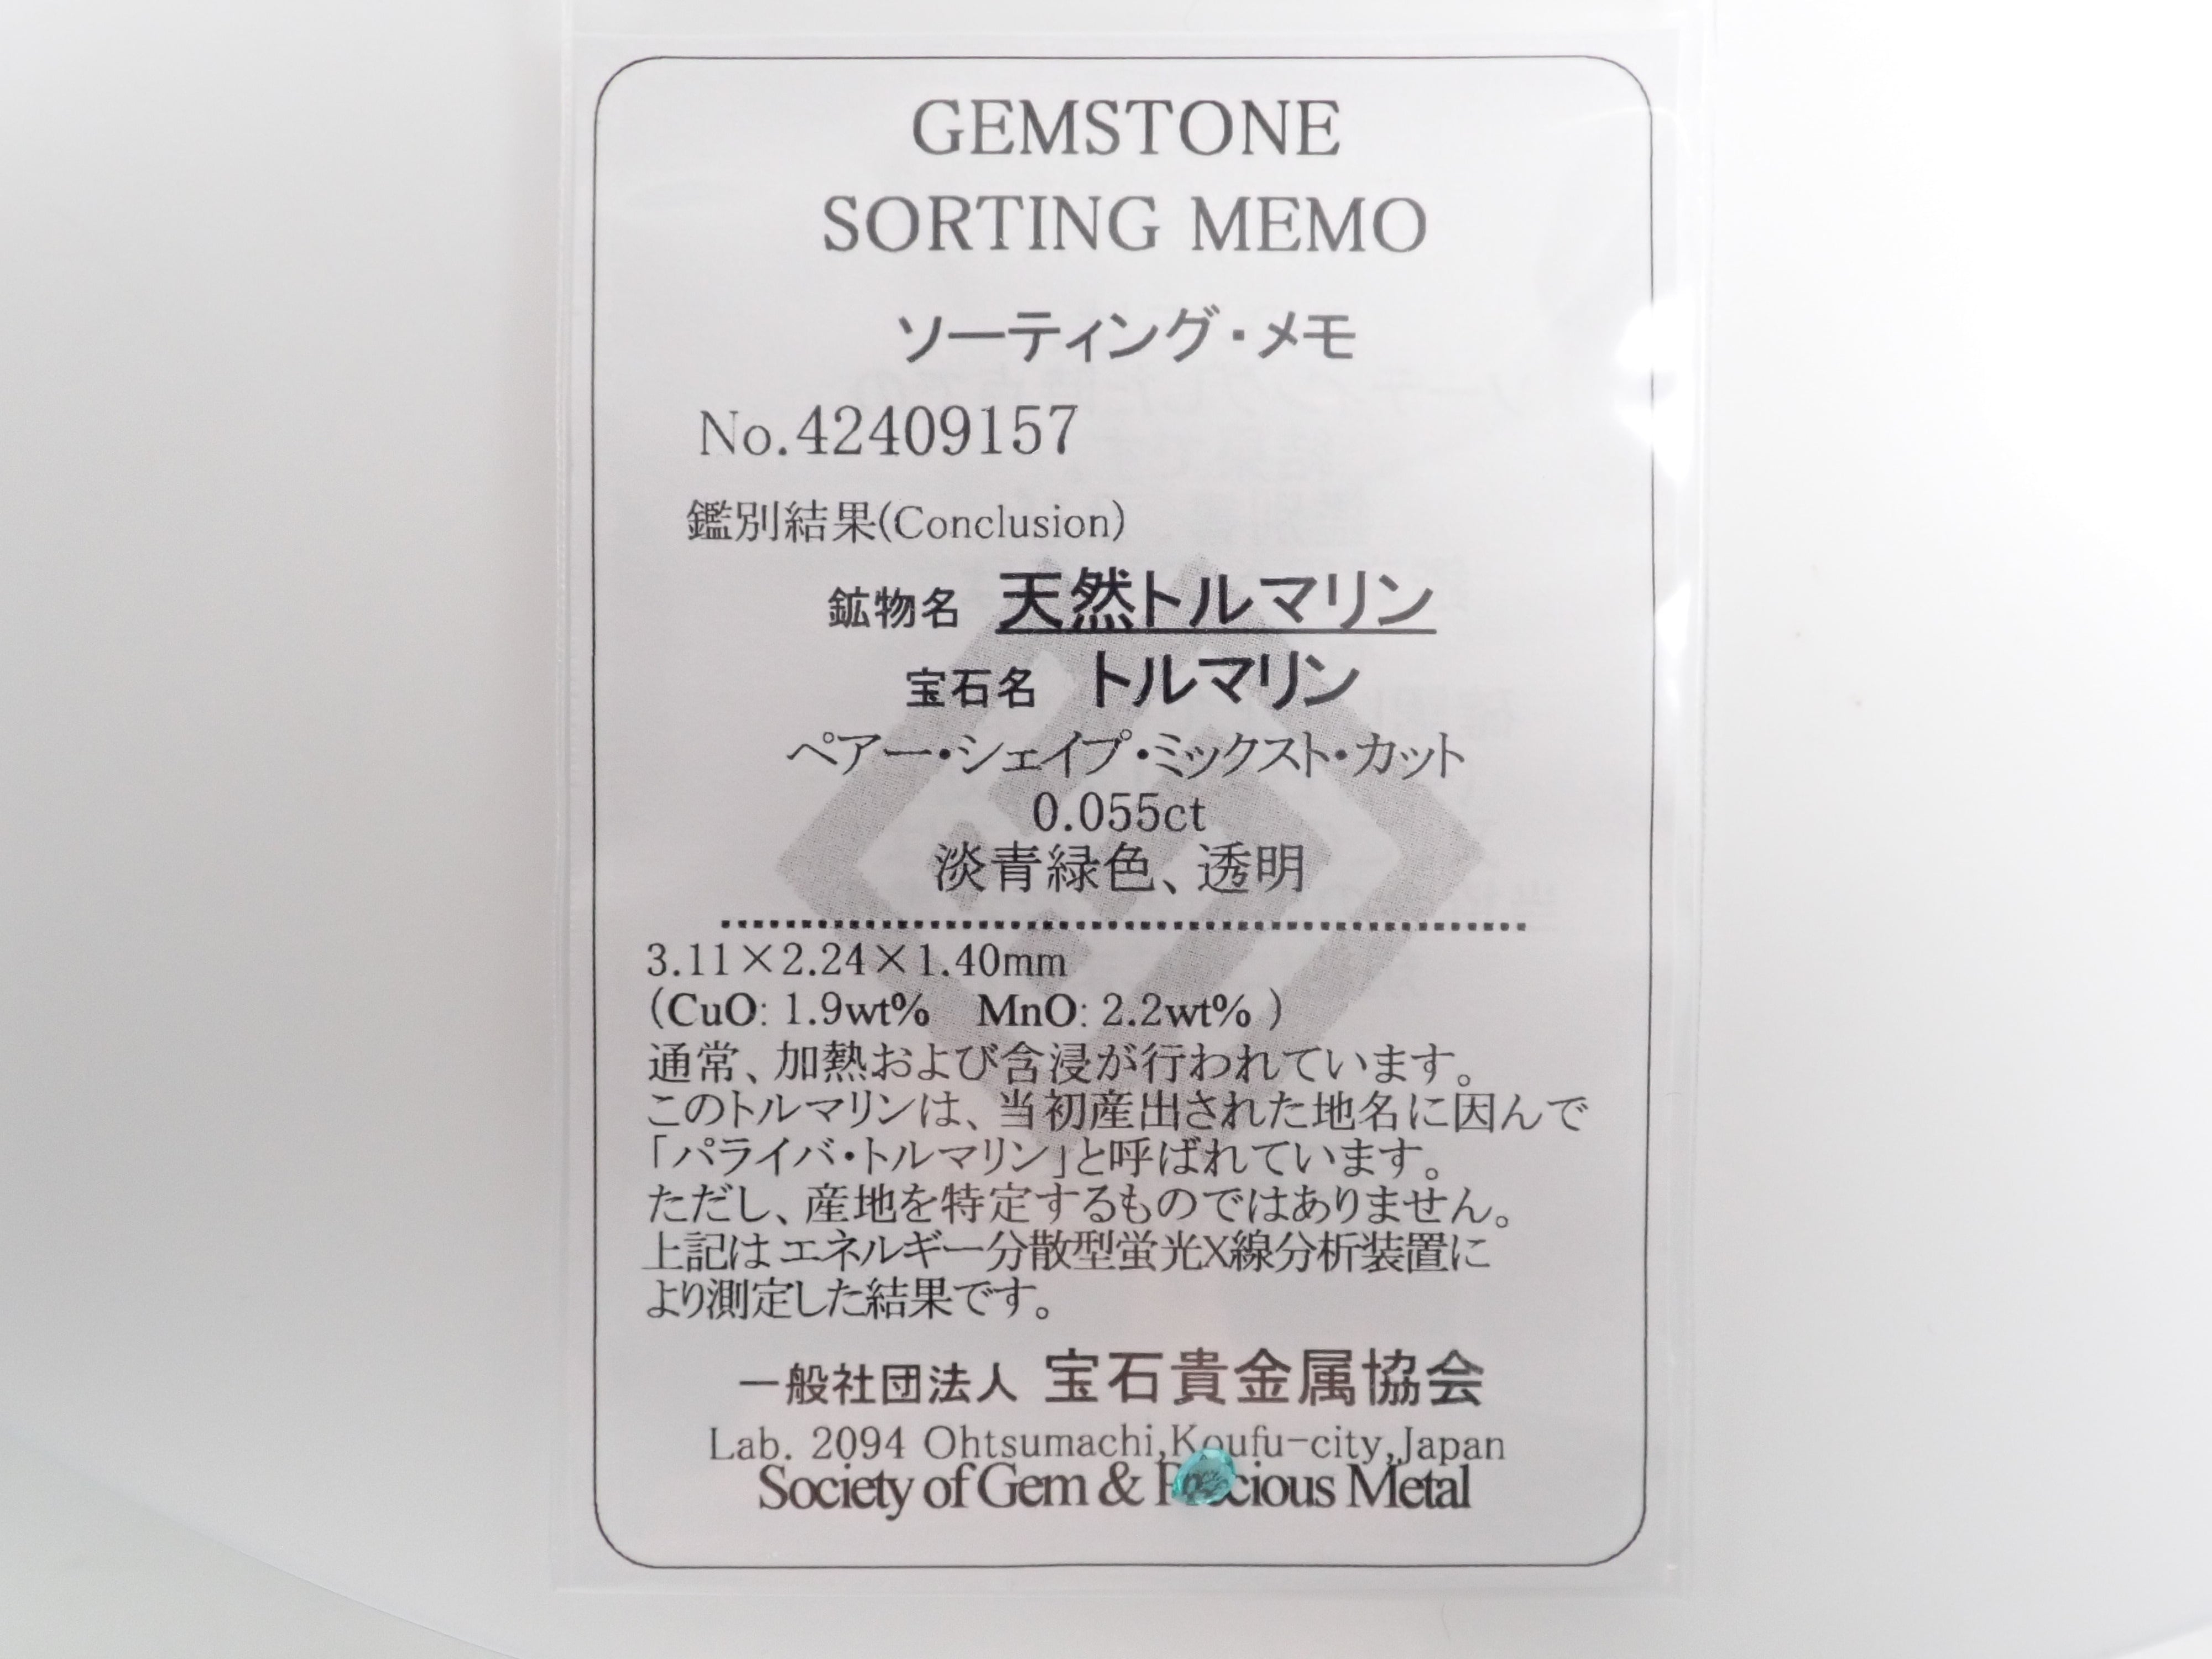 GEMSTONE
SORTING MEMO
ソーティング・メモ
No.42409157
鑑別結果(Conclusion)
鉱物名 天然トルマリン
宝石名 トルマリン
ペアー・シェイプ・ミックスト・カット
0.055ct
淡青緑色、透明
3.11×2.24×1.40mm
(CuO: 1.9wt% MnO: 2.2wt% )
通常、加熱および含浸が行われています。
このトルマリンは、当初産出された地名に因んで
「パライバ・トルマリン」と呼ばれています。
ただし、産地を特定するものではありません。
上記はエネルギー分散型蛍光X線分析装置に
より測定した結果です。
一般社団法人 宝石貴金属協会
Lab. 2094 Ohtsumachi,Koufu-city,Japan
Society of Gem & Precious Metal